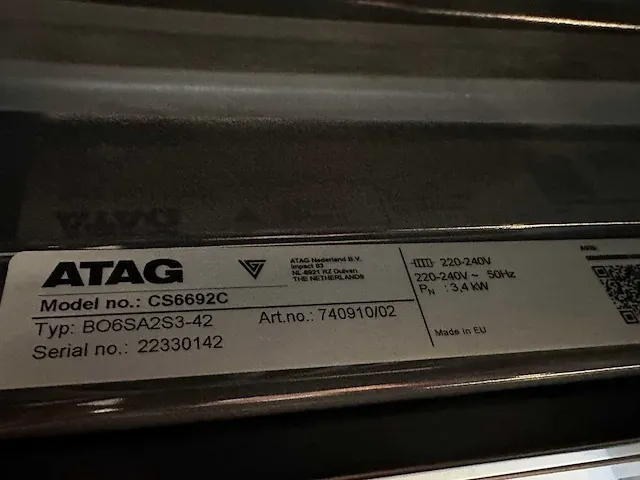 ATAG
ATAG Nederland B.V.
Impact 83
NL-6921 RZ Duiven
THE NETHERLANDS
Model no.: CS6692C
Typ: BO6SA2S3-42
Art.no.: 740910/02
Serial no.: 22330142
220-240V
220-240V ~ 50Hz
PN : 3,4 kW
Made in EU